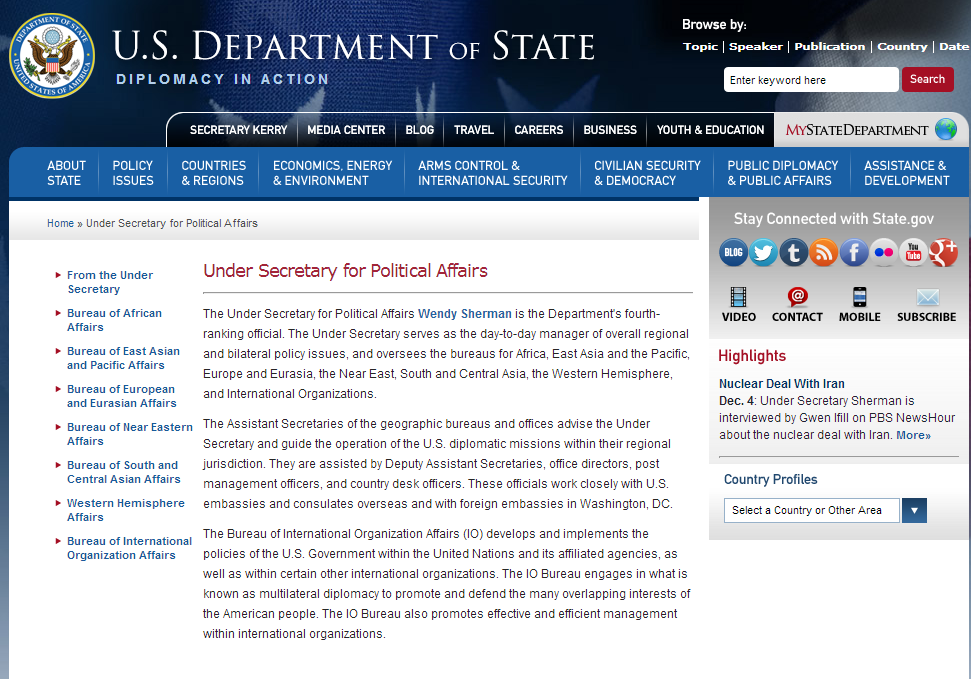 U.S. DEPARTMENT OF STATE
DIPLOMACY IN ACTION
Browse by:
Topic | Speaker | Publication | Country | Date
Enter keyword here
Search
SECRETARY KERRY
MEDIA CENTER
BLOG
TRAVEL
CAREERS
BUSINESS
YOUTH & EDUCATION
MYSTATEDEPARTMENT
ABOUT
STATE
POLICY
ISSUES
COUNTRIES
& REGIONS
ECONOMICS, ENERGY
& ENVIRONMENT
ARMS CONTROL &
INTERNATIONAL SECURITY
CIVILIAN SECURITY
& DEMOCRACY
PUBLIC DIPLOMACY
& PUBLIC AFFAIRS
ASSISTANCE &
DEVELOPMENT
Home » Under Secretary for Political Affairs
From the Under
Secretary
Bureau of African
Affairs
Bureau of East Asian
and Pacific Affairs
Bureau of European
and Eurasian Affairs
Bureau of Near Eastern
Affairs
Bureau of South and
Central Asian Affairs
Western Hemisphere
Affairs
Bureau of International
Organization Affairs
Under Secretary for Political Affairs
The Under Secretary for Political Affairs Wendy Sherman is the Department's fourth-
ranking official. The Under Secretary serves as the day-to-day manager of overall regional
and bilateral policy issues, and oversees the bureaus for Africa, East Asia and the Pacific,
Europe and Eurasia, the Near East, South and Central Asia, the Western Hemisphere,
and International Organizations.
The Assistant Secretaries of the geographic bureaus and offices advise the Under
Secretary and guide the operation of the U.S. diplomatic missions within their regional
jurisdiction. They are assisted by Deputy Assistant Secretaries, office directors, post
management officers, and country desk officers. These officials work closely with U.S.
embassies and consulates overseas and with foreign embassies in Washington, DC.
The Bureau of International Organization Affairs (IO) develops and implements the
policies of the U.S. Government within the United Nations and its affiliated agencies, as
well as within certain other international organizations. The IO Bureau engages in what is
known as multilateral diplomacy to promote and defend the many overlapping interests of
the American people. The IO Bureau also promotes effective and efficient management
within international organizations.
Stay Connected with State.gov
BLOG
t
f
You
Tube
g+
VIDEO
CONTACT
MOBILE
SUBSCRIBE
Highlights
Nuclear Deal With Iran
Dec. 4: Under Secretary Sherman is
interviewed by Gwen Ifill on PBS NewsHour
about the nuclear deal with Iran. More»
Country Profiles
Select a Country or Other Area
DEPARTMENT OF STATE
UNITED STATES OF AMERICA